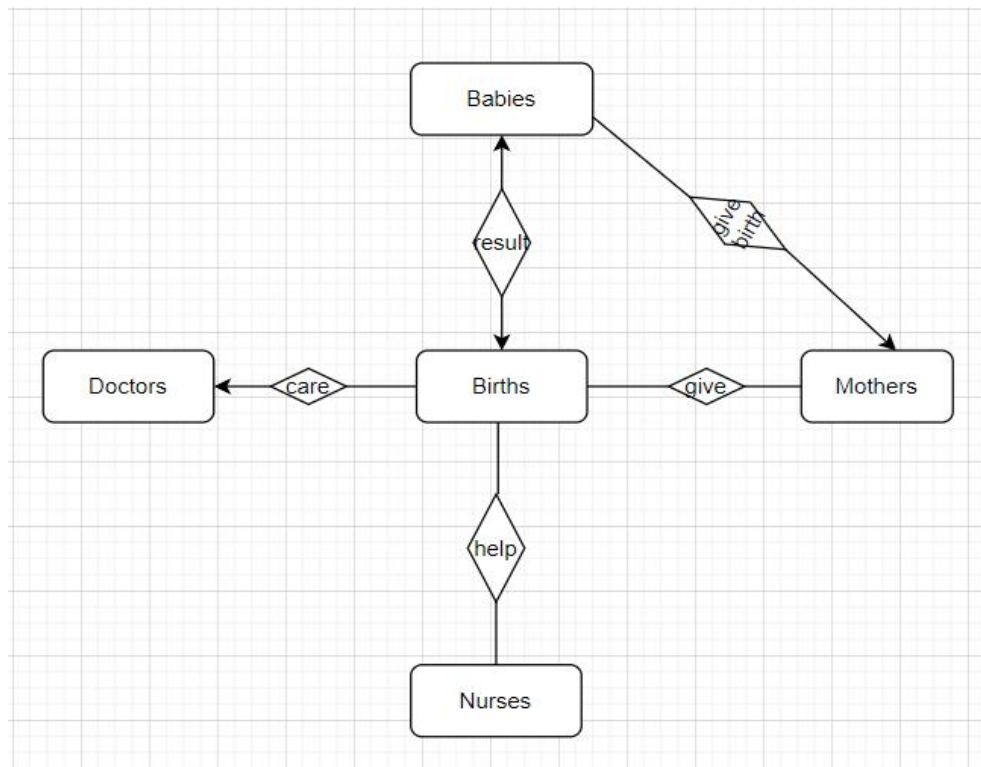 Babies
give
birth
result
Doctors
care
Births
give
Mothers
help
Nurses